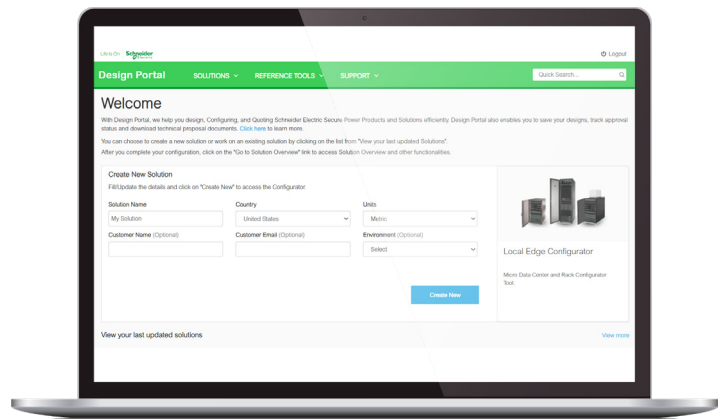 Life Is On Schneider Electric
Logout
Design Portal SOLUTIONS REFERENCE TOOLS SUPPORT Quick Search...
Welcome
With Design Portal, we help you design, Configuring, and Quoting Schneider Electric Secure Power Products and Solutions efficiently. Design Portal also enables you to save your designs, track approval
status and download technical proposal documents. Click here to learn more.
You can choose to create a new solution or work on an existing solution by clicking on the list from "View your last updated Solutions".
After you complete your configuration, click on the "Go to Solution Overview" link to access Solution Overview and other functionalities.
Create New Solution
Fill/Update the details and click on "Create New" to access the Configurator.
Solution Name Country Units
My Solution United States Metric
Customer Name (Optional) Customer Email (Optional) Environment (Optional)
Select
Create New
Local Edge Configurator
Micro Data Center and Rack Configurator
Tool.
View your last updated solutions View more